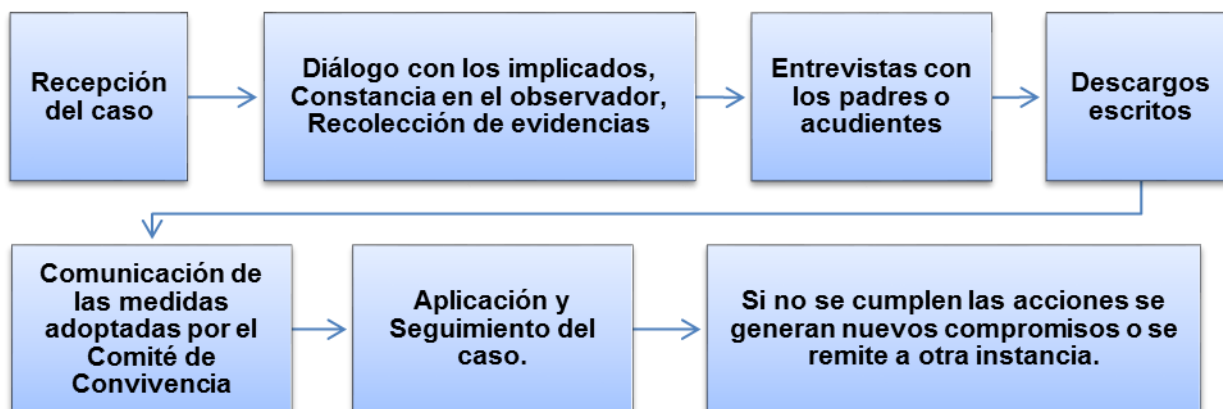 Recepción
del caso
Diálogo con los implicados,
Constancia en el observador,
Recolección de evidencias
Entrevistas con
los padres o
acudientes
Descargos
escritos
Comunicación de
las medidas
adoptadas por el
Comité de
Convivencia
Aplicación y
Seguimiento del
caso.
Si no se cumplen las acciones se
generan nuevos compromisos o se
remite a otra instancia.